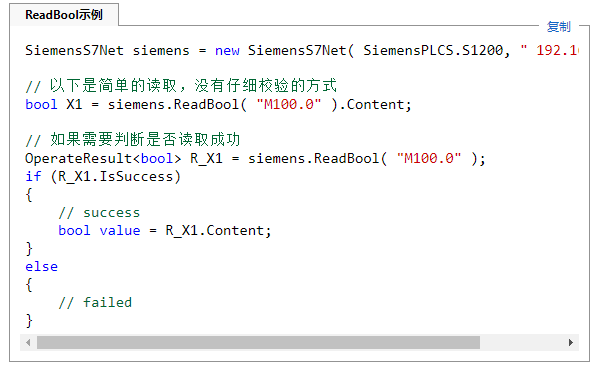 ReadBool示例
复制
SiemensS7Net siemens = new SiemensS7Net( SiemensPLCS.S1200, " 192.1
// 以下是简单的读取，没有仔细校验的方式
bool X1 = siemens.ReadBool( "M100.0" ).Content;
// 如果需要判断是否读取成功
OperateResult<bool> R_X1 = siemens.ReadBool( "M100.0" );
if (R_X1.IsSuccess)
{
    // success
    bool value = R_X1.Content;
}
else
{
    // failed
}